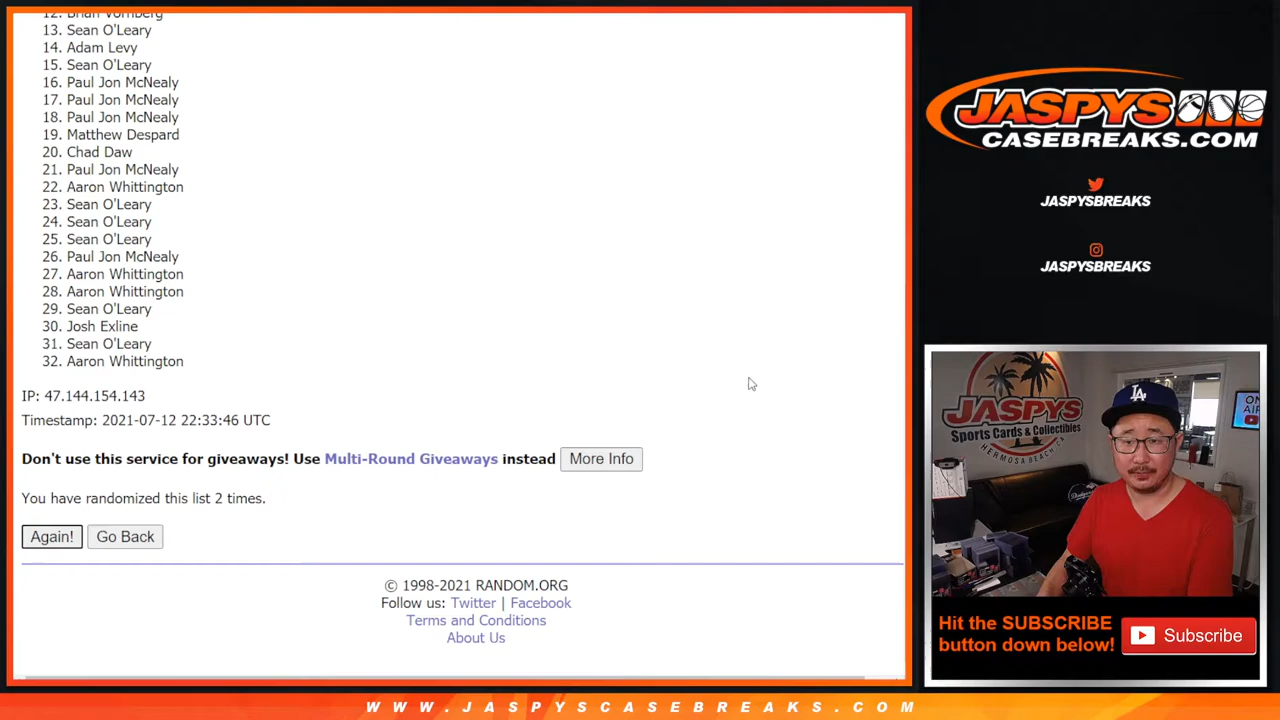 12. Brian Vornberg
13. Sean O'Leary
14. Adam Levy
15. Sean O'Leary
16. Paul Jon McNealy
17. Paul Jon McNealy
18. Paul Jon McNealy
19. Matthew Despard
20. Chad Daw
21. Paul Jon McNealy
22. Aaron Whittington
23. Sean O'Leary
24. Sean O'Leary
25. Sean O'Leary
26. Paul Jon McNealy
27. Aaron Whittington
28. Aaron Whittington
29. Sean O'Leary
30. Josh Exline
31. Sean O'Leary
32. Aaron Whittington
IP: 47.144.154.143
Timestamp: 2021-07-12 22:33:46 UTC
Don't use this service for giveaways! Use Multi-Round Giveaways instead More Info
You have randomized this list 2 times.
Again! Go Back
© 1998-2021 RANDOM.ORG
Follow us: Twitter | Facebook
Terms and Conditions
About Us
JASPYS
CASEBREAKS.COM
JASPYSBREAKS
JASPYSBREAKS
JASPYS
Sports Cards & Collectibles
HERMOSA BEACH
LA
ON
AIR
Dodgers
Hit the SUBSCRIBE
button down below!
Subscribe
WWW.JASPYSCASEBREAKS.COM